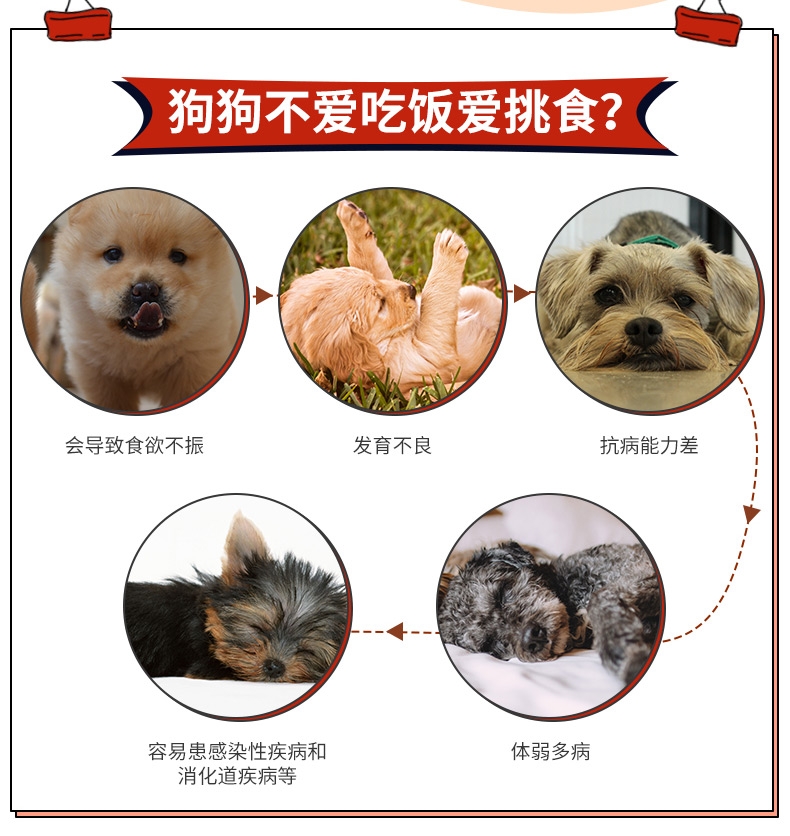 狗狗不爱吃饭爱挑食？
会导致食欲不振
发育不良
抗病能力差
体弱多病
容易患感染性疾病和
消化道疾病等